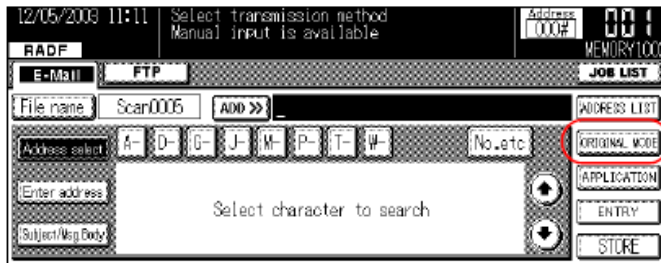 12/05/2003 11:11
Select transmission method
Manual input is available
Address
000#
001
RADF
MEMORY100
E-Mail
FTP
JOB LIST
File name
Scan0005
ADD >>
_
ADDRESS LIST
Address select
A-
D-
G-
J-
M-
P-
T-
W-
No.etc
ORIGINAL MODE
Enter address
Select character to search
APPLICATION
ENTRY
Subject/Msg.Body
STORE